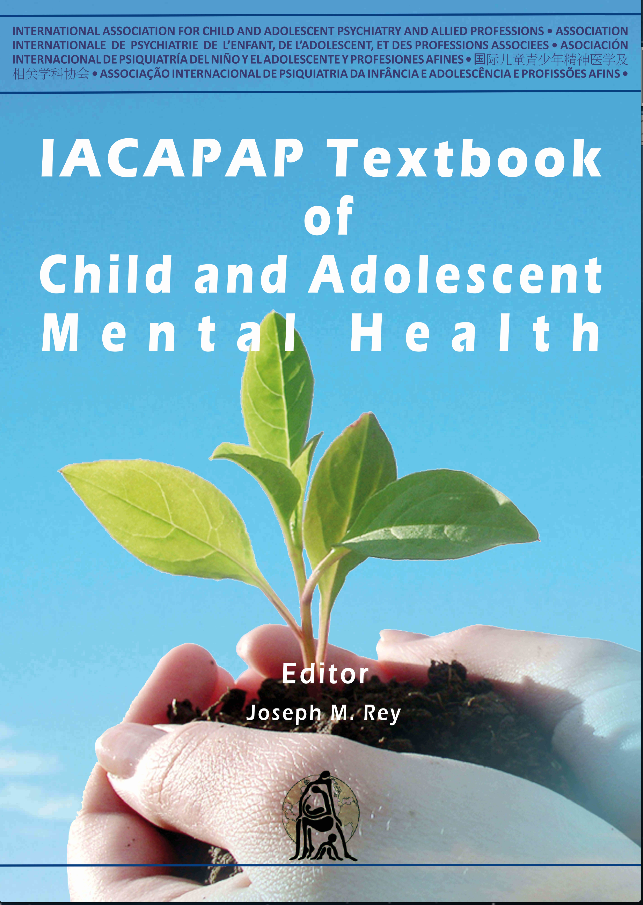 INTERNATIONAL ASSOCIATION FOR CHILD AND ADOLESCENT PSYCHIATRY AND ALLIED PROFESSIONS • ASSOCIATION
INTERNATIONALE DE PSYCHIATRIE DE L'ENFANT, DE L'ADOLESCENT, ET DES PROFESSIONS ASSOCIEES • ASOCIACIÓN
INTERNACIONAL DE PSIQUIATRÍA DEL NIÑO Y EL ADOLESCENTE Y PROFESIONES AFINES • 国际儿童青少年精神医学及
相关学科协会 • ASSOCIAÇÃO INTERNACIONAL DE PSIQUIATRIA DA INFÂNCIA E ADOLESCÊNCIA E PROFISSÕES AFINS •
IACAPAP Textbook
of
Child and Adolescent
Mental Health
Editor
Joseph M. Rey